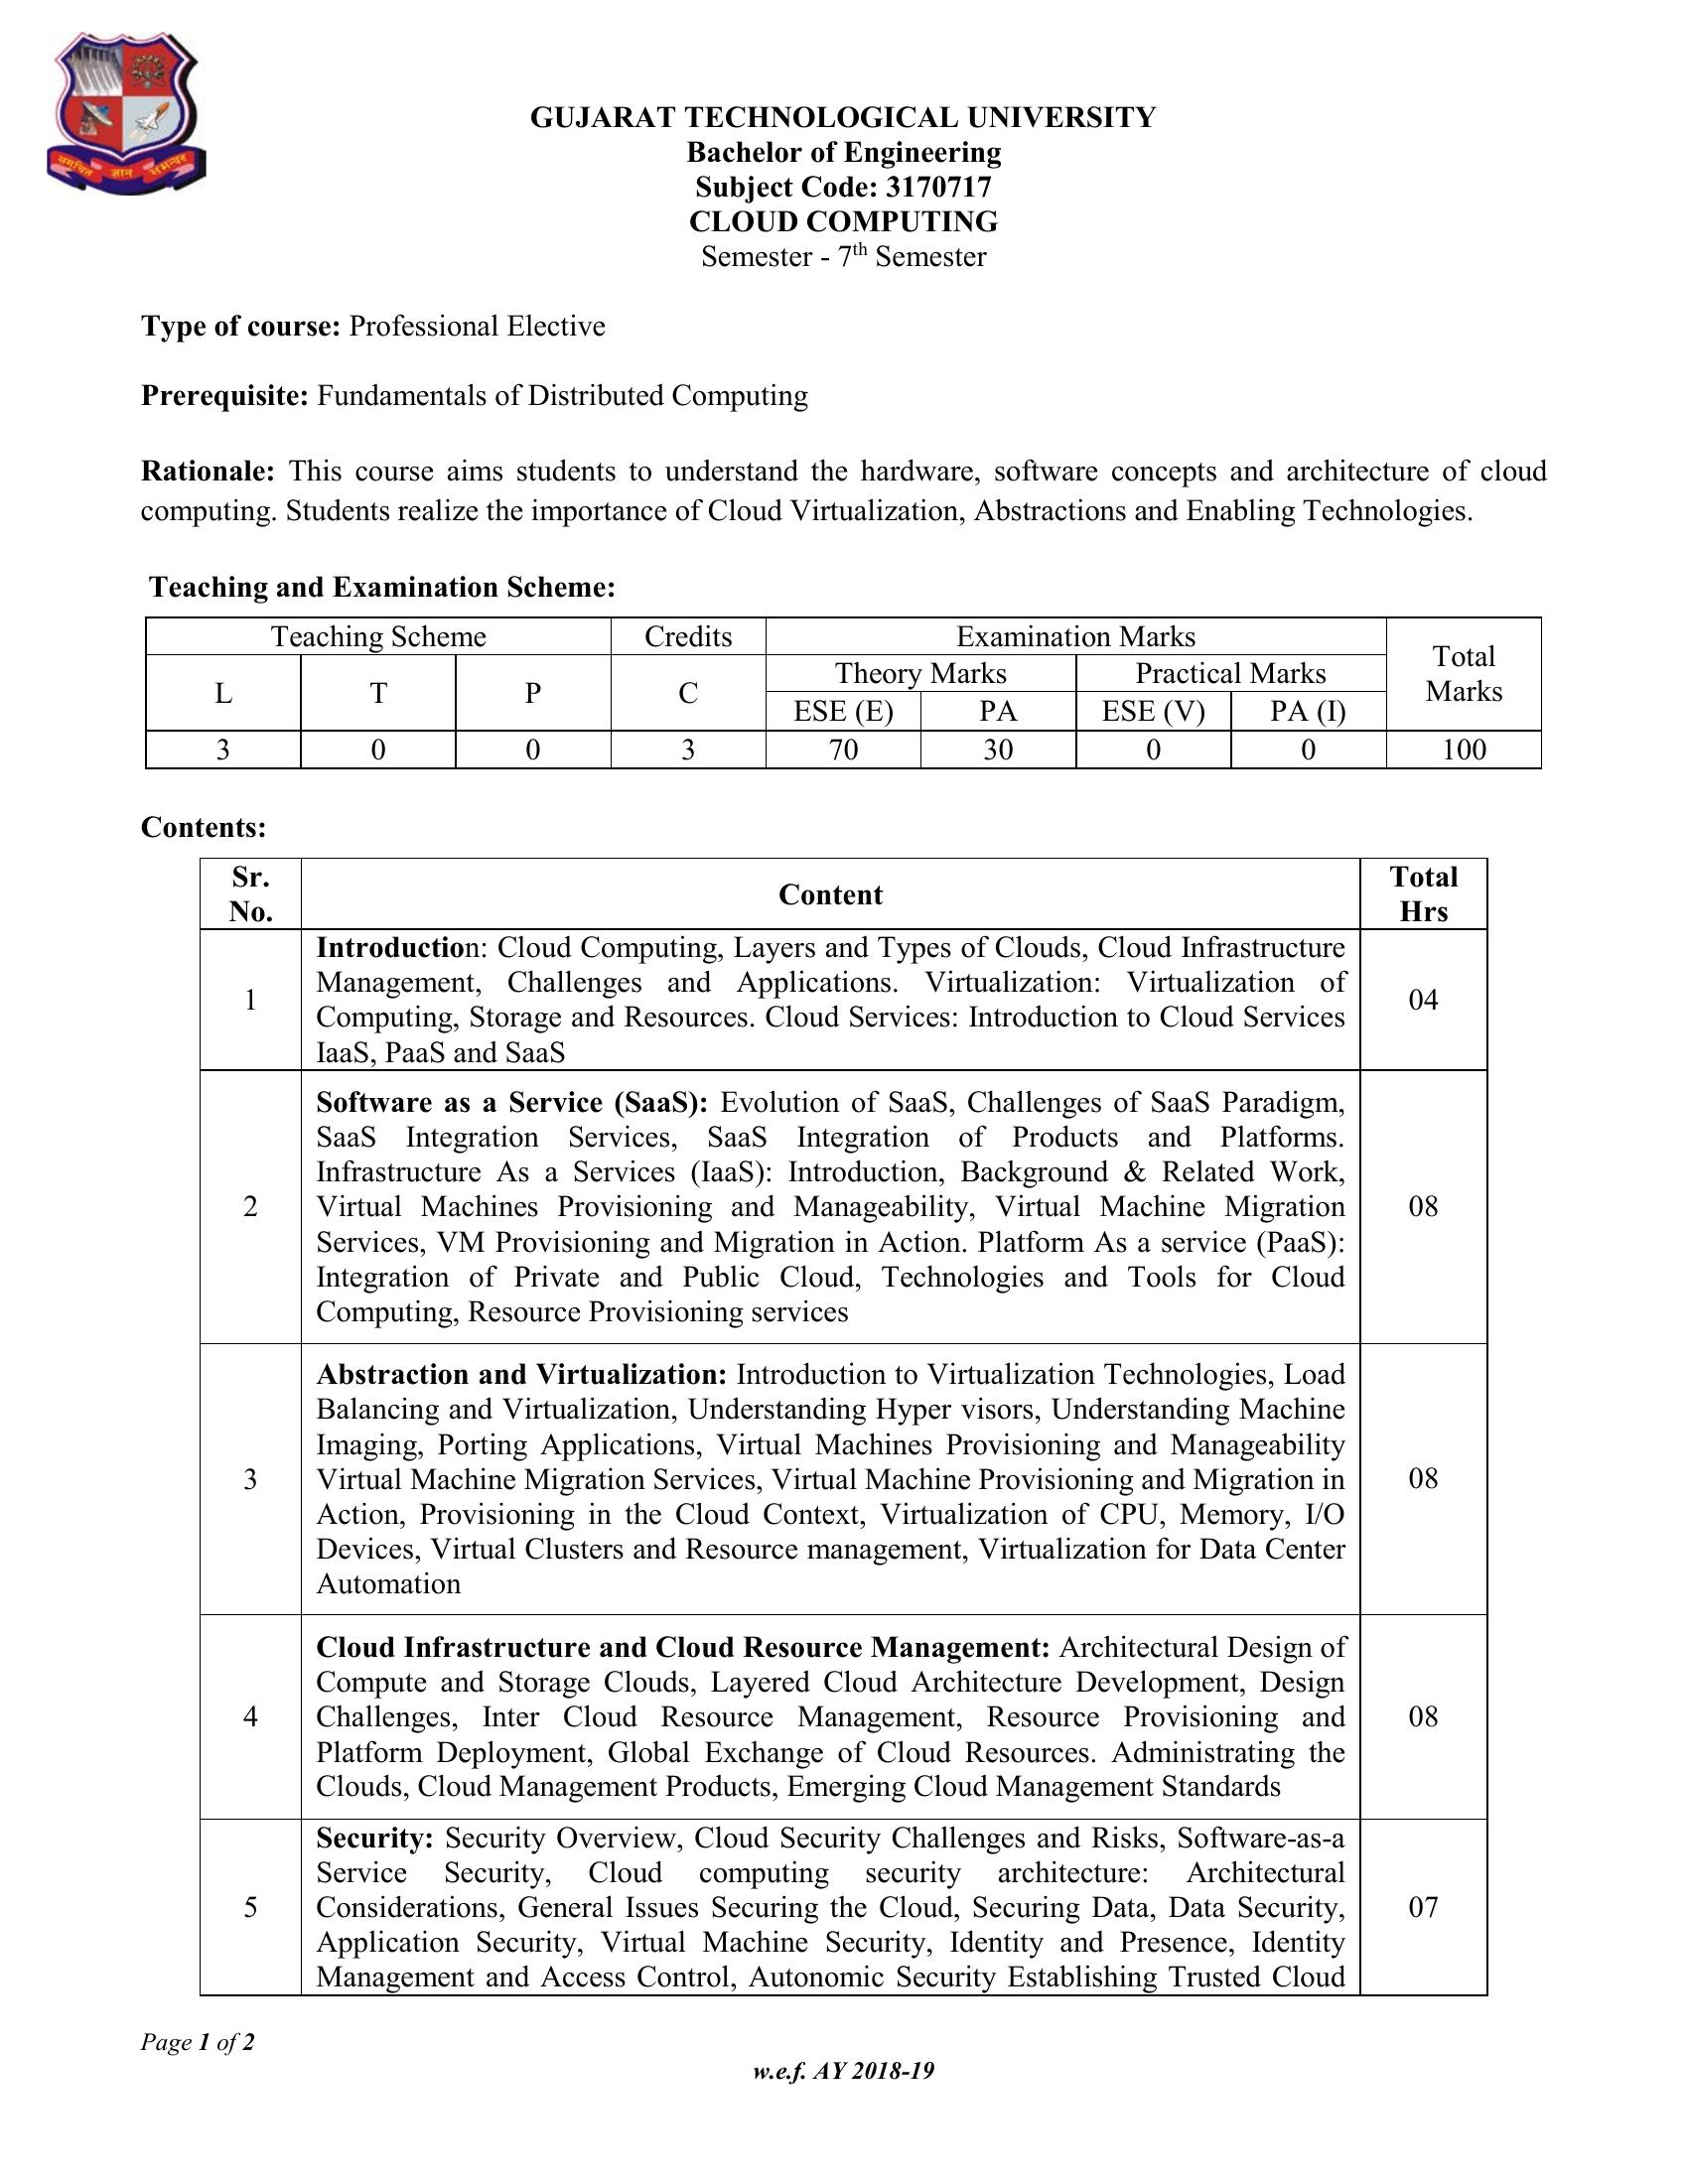 समर्चित ज्ञान समन्वयः
GUJARAT TECHNOLOGICAL UNIVERSITY
Bachelor of Engineering
Subject Code: 3170717
CLOUD COMPUTING
Semester - 7th Semester
Type of course: Professional Elective
Prerequisite: Fundamentals of Distributed Computing
Rationale: This course aims students to understand the hardware, software concepts and architecture of cloud
computing. Students realize the importance of Cloud Virtualization, Abstractions and Enabling Technologies.
Teaching and Examination Scheme:
Teaching Scheme Credits Examination Marks Total Marks
L T P C Theory Marks Practical Marks
ESE (E) PA ESE (V) PA (I)
3 0 0 3 70 30 0 0 100
Contents:
Sr. No. Content Total Hrs
1 Introduction: Cloud Computing, Layers and Types of Clouds, Cloud Infrastructure
Management, Challenges and Applications. Virtualization: Virtualization of
Computing, Storage and Resources. Cloud Services: Introduction to Cloud Services
IaaS, PaaS and SaaS
04
2 Software as a Service (SaaS): Evolution of SaaS, Challenges of SaaS Paradigm,
SaaS Integration Services, SaaS Integration of Products and Platforms.
Infrastructure As a Services (IaaS): Introduction, Background & Related Work,
Virtual Machines Provisioning and Manageability, Virtual Machine Migration
Services, VM Provisioning and Migration in Action. Platform As a service (PaaS):
Integration of Private and Public Cloud, Technologies and Tools for Cloud
Computing, Resource Provisioning services
08
3 Abstraction and Virtualization: Introduction to Virtualization Technologies, Load
Balancing and Virtualization, Understanding Hyper visors, Understanding Machine
Imaging, Porting Applications, Virtual Machines Provisioning and Manageability
Virtual Machine Migration Services, Virtual Machine Provisioning and Migration in
Action, Provisioning in the Cloud Context, Virtualization of CPU, Memory, I/O
Devices, Virtual Clusters and Resource management, Virtualization for Data Center
Automation
08
4 Cloud Infrastructure and Cloud Resource Management: Architectural Design of
Compute and Storage Clouds, Layered Cloud Architecture Development, Design
Challenges, Inter Cloud Resource Management, Resource Provisioning and
Platform Deployment, Global Exchange of Cloud Resources. Administrating the
Clouds, Cloud Management Products, Emerging Cloud Management Standards
08
5 Security: Security Overview, Cloud Security Challenges and Risks, Software-as-a
Service Security, Cloud computing security architecture: Architectural
Considerations, General Issues Securing the Cloud, Securing Data, Data Security,
Application Security, Virtual Machine Security, Identity and Presence, Identity
Management and Access Control, Autonomic Security Establishing Trusted Cloud
07
Page 1 of 2
w.e.f. AY 2018-19